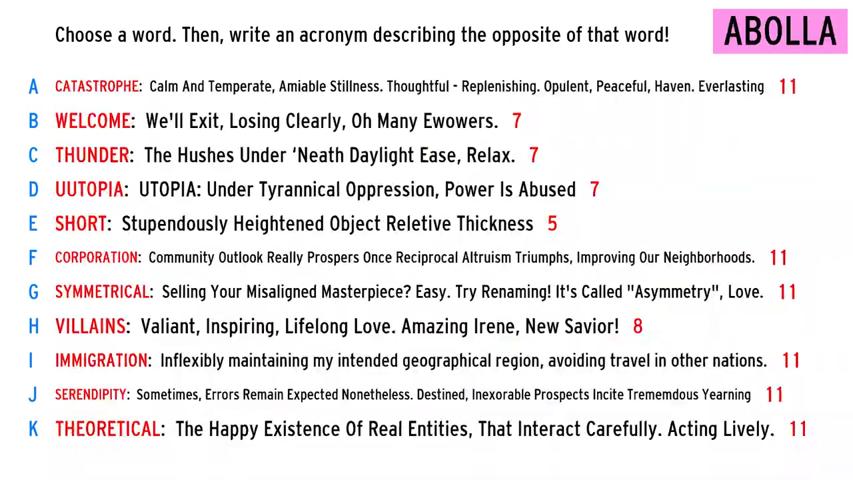 Choose a word. Then, write an acronym describing the opposite of that word!
ABOLLA
A CATASTROPHE: Calm And Temperate, Amiable Stillness. Thoughtful - Replenishing. Opulent, Peaceful, Haven. Everlasting 11
B WELCOME: We'll Exit, Losing Clearly, Oh Many Ewowers. 7
C THUNDER: The Hushes Under ‘Neath Daylight Ease, Relax. 7
D UUTOPIA: UTOPIA: Under Tyrannical Oppression, Power Is Abused 7
E SHORT: Stupendously Heightened Object Reletive Thickness 5
F CORPORATION: Community Outlook Really Prospers Once Reciprocal Altruism Triumphs, Improving Our Neighborhoods. 11
G SYMMETRICAL: Selling Your Misaligned Masterpiece? Easy. Try Renaming! It's Called "Asymmetry", Love. 11
H VILLAINS: Valiant, Inspiring, Lifelong Love. Amazing Irene, New Savior! 8
I IMMIGRATION: Inflexibly maintaining my intended geographical region, avoiding travel in other nations. 11
J SERENDIPITY: Sometimes, Errors Remain Expected Nonetheless. Destined, Inexorable Prospects Incite Trememdous Yearning 11
K THEORETICAL: The Happy Existence Of Real Entities, That Interact Carefully. Acting Lively. 11